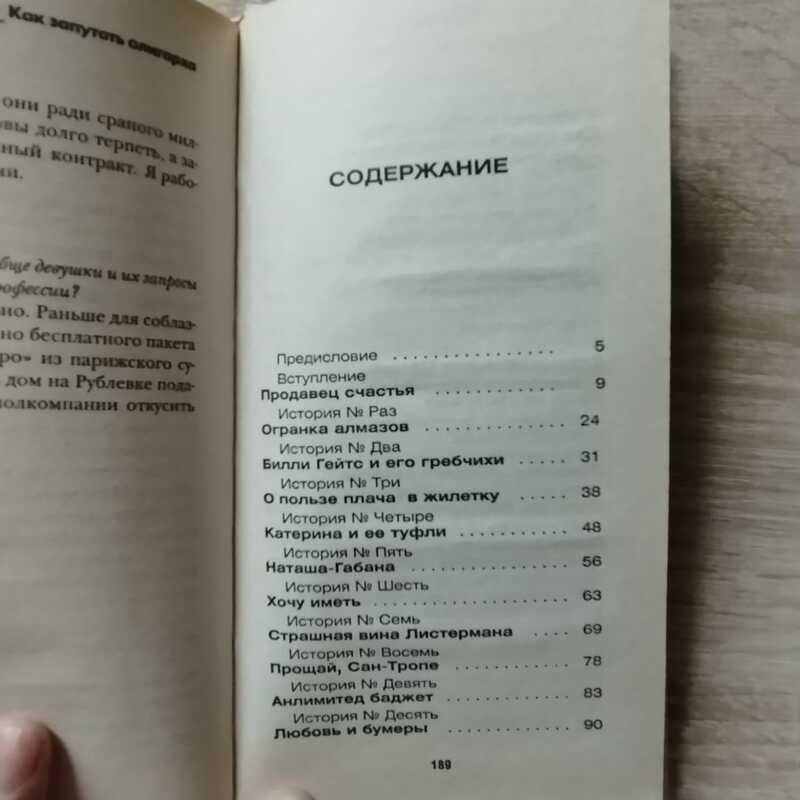 Как запутать олигарха
они ради сраного мил-
вы долго терпеть, а за-
ный контракт. Я рабо-
ии.
бще девушки и их запросы
рофессии?
но. Раньше для соблаз-
но бесплатного пакета
ро» из парижского су-
дом на Рублевке пода-
олкомпании откусить
СОДЕРЖАНИЕ
Предисловие . . . . . . . . . . . . . . . . 5
Вступление
Продавец счастья . . . . . . . . . . . . . . 9
История № Раз
Огранка алмазов . . . . . . . . . . . . . . 24
История № Два
Билли Гейтс и его гребчихи . . . . . . 31
История № Три
О пользе плача в жилетку . . . . . . 38
История № Четыре
Катерина и ее туфли . . . . . . . . . . . 48
История № Пять
Наташа-Габана . . . . . . . . . . . . . . . 56
История № Шесть
Хочу иметь . . . . . . . . . . . . . . . . . . 63
История № Семь
Страшная вина Листермана . . . . 69
История № Восемь
Прощай, Сан-Тропе . . . . . . . . . . . . 78
История № Девять
Анлимитед баджет . . . . . . . . . . . . 83
История № Десять
Любовь и бумеры . . . . . . . . . . . . . 90
189